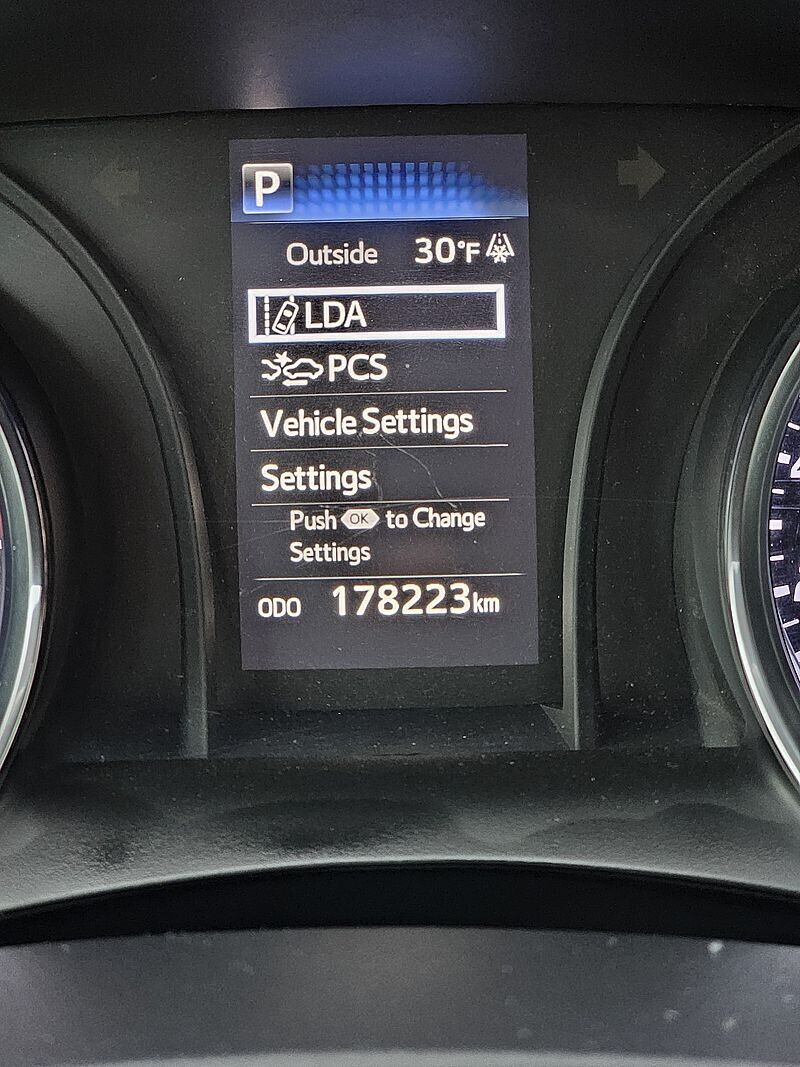 P
Outside 30°F
LDA
PCS
Vehicle Settings
Settings
Push OK to Change
Settings
ODO 178223km